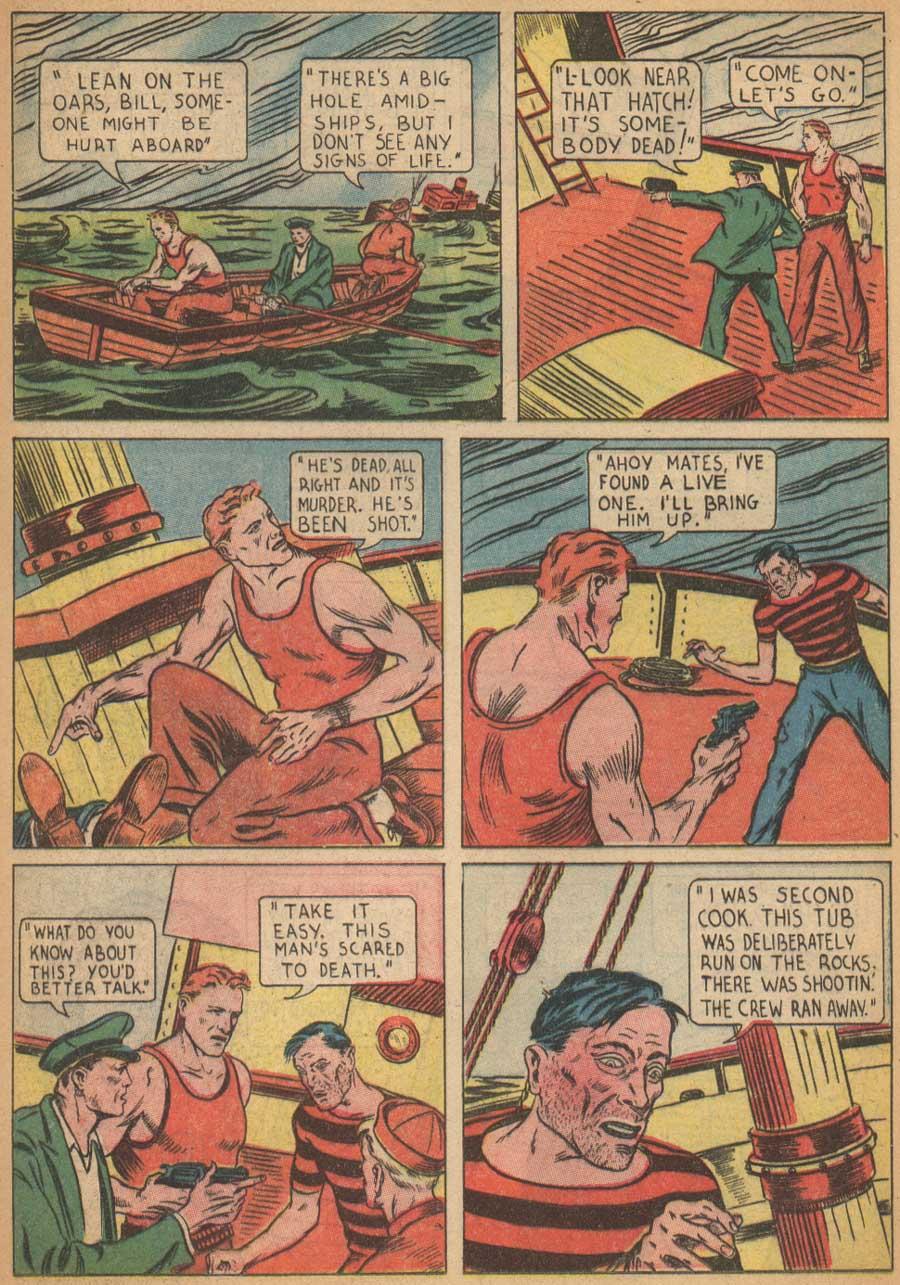 " LEAN ON THE
OARS, BILL, SOME-
ONE MIGHT BE
HURT ABOARD"
"THERE'S A BIG
HOLE AMID-
SHIPS, BUT I
DON'T SEE ANY
SIGNS OF LIFE."
"L-LOOK NEAR
THAT HATCH!
IT'S SOME-
BODY DEAD!"
"COME ON-
LET'S GO."
"HE'S DEAD, ALL
RIGHT AND IT'S
MURDER. HE'S
BEEN SHOT."
"AHOY MATES, I'VE
FOUND A LIVE
ONE. I'LL BRING
HIM UP."
"WHAT DO YOU
KNOW ABOUT
THIS? YOU'D
BETTER TALK."
"TAKE IT
EASY. THIS
MAN'S SCARED
TO DEATH."
"I WAS SECOND
COOK. THIS TUB
WAS DELIBERATELY
RUN ON THE ROCKS.
THERE WAS SHOOTIN'.
THE CREW RAN AWAY."